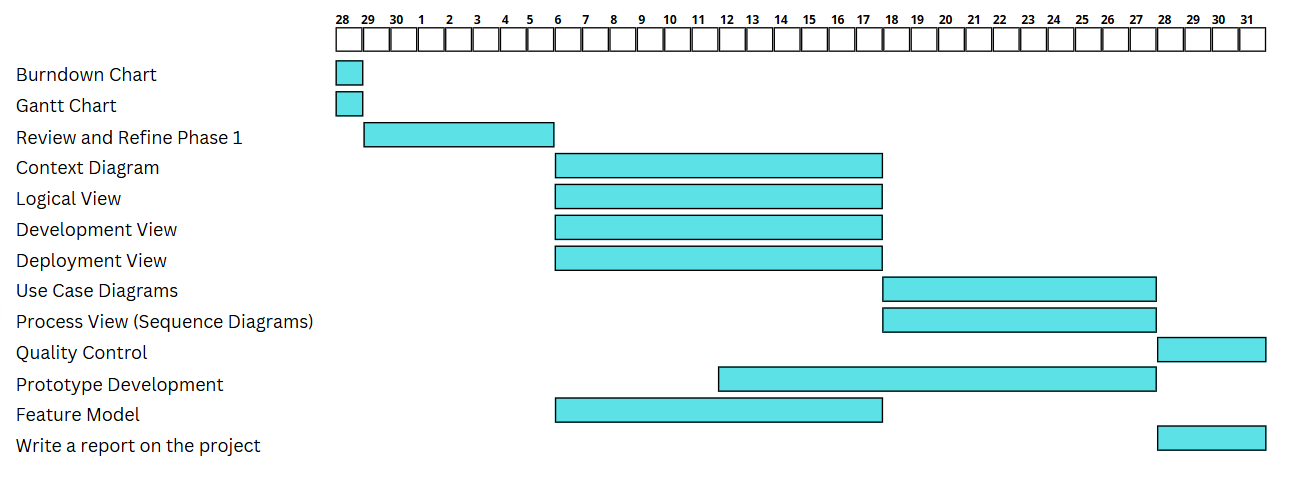 28 29 30 1 2 3 4 5 6 7 8 9 10 11 12 13 14 15 16 17 18 19 20 21 22 23 24 25 26 27 28 29 30 31
Burndown Chart
Gantt Chart
Review and Refine Phase 1
Context Diagram
Logical View
Development View
Deployment View
Use Case Diagrams
Process View (Sequence Diagrams)
Quality Control
Prototype Development
Feature Model
Write a report on the project